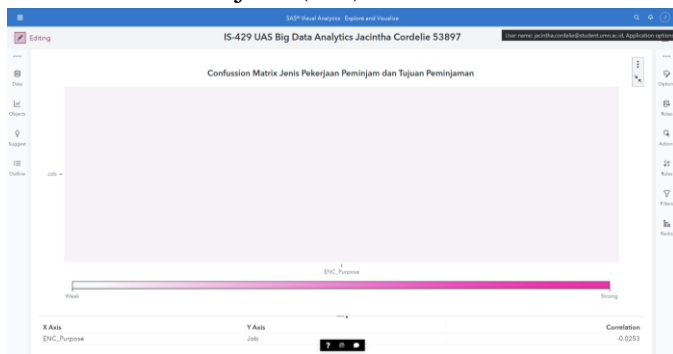 SAS® Visual Analytics - Explore and Visualize
Editing
IS-429 UAS Big Data Analytics Jacintha Cordelie 53897
User name: jacintha.cordelie@student.umn.ac.id, Application options
Confussion Matrix Jenis Pekerjaan Peminjam dan Tujuan Peminjaman
Data
Objects
Suggest
Outline
Options
Roles
Actions
Rules
Filters
Ranks
Job
ENC_Purpose
Weak
Strong
X Axis
Y Axis
Correlation
ENC_Purpose
Job
-0.0253